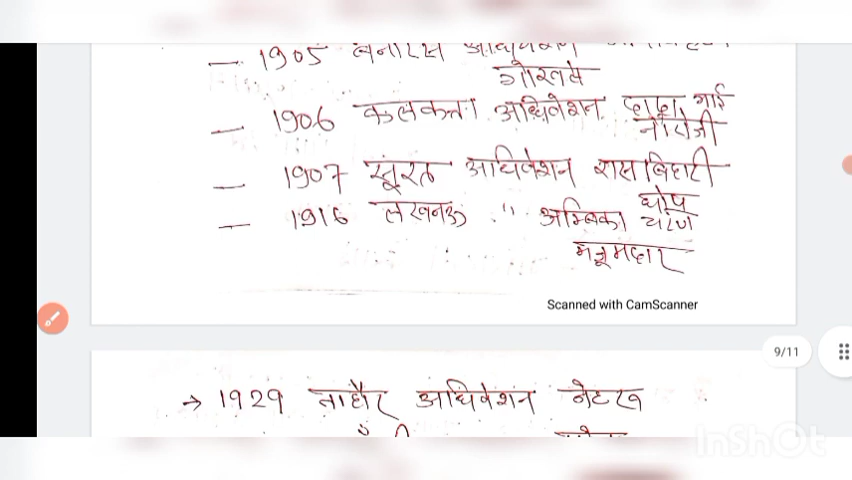 – 1905 बनारस अधिवेशन
गोखले
– 1906 कलकत्ता अधिवेशन दादा भाई
नौरोजी
– 1907 सूरत अधिवेशन रास बिहारी
घोष
– 1916 लखनऊ " अम्बिका चरण
मजूमदार
Scanned with CamScanner
9/11
→ 1929 लाहौर अधिवेशन नेहरू
InShOt